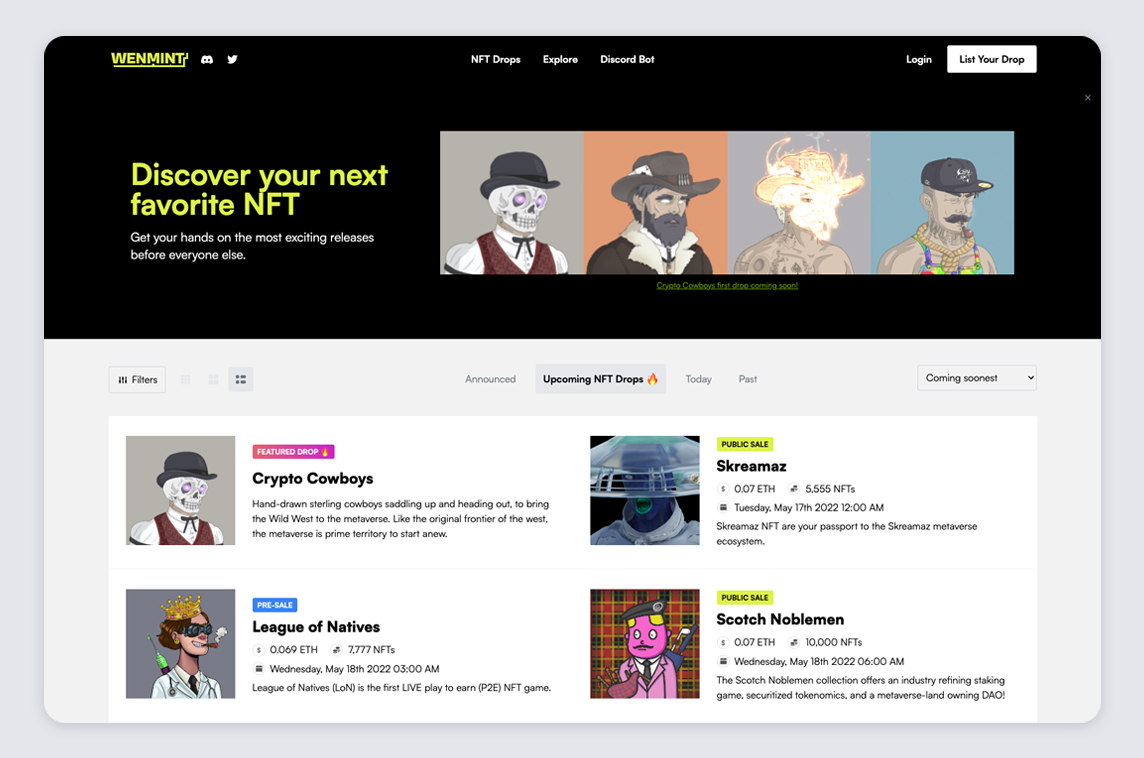 WENMINT
NFT Drops
Explore
Discord Bot
Login
List Your Drop
×
Discover your next
favorite NFT
Get your hands on the most exciting releases
before everyone else.
Crypto Cowboys first drop coming soon!
Filters
Announced
Upcoming NFT Drops 🔥
Today
Past
Coming soonest
FEATURED DROP 🔥
Crypto Cowboys
Hand-drawn sterling cowboys saddling up and heading out, to bring
the Wild West to the metaverse. Like the original frontier of the west,
the metaverse is prime territory to start anew.
PUBLIC SALE
Skreamaz
$ 0.07 ETH 5,555 NFTs
Tuesday, May 17th 2022 12:00 AM
Skreamaz NFT are your passport to the Skreamaz metaverse
ecosystem.
PRE-SALE
League of Natives
$ 0.069 ETH 7,777 NFTs
Wednesday, May 18th 2022 03:00 AM
League of Natives (LoN) is the first LIVE play to earn (P2E) NFT game.
PUBLIC SALE
Scotch Noblemen
$ 0.07 ETH 10,000 NFTs
Wednesday, May 18th 2022 06:00 AM
The Scotch Noblemen collection offers an industry refining staking
game, securitized tokenomics, and a metaverse-land owning DAO!